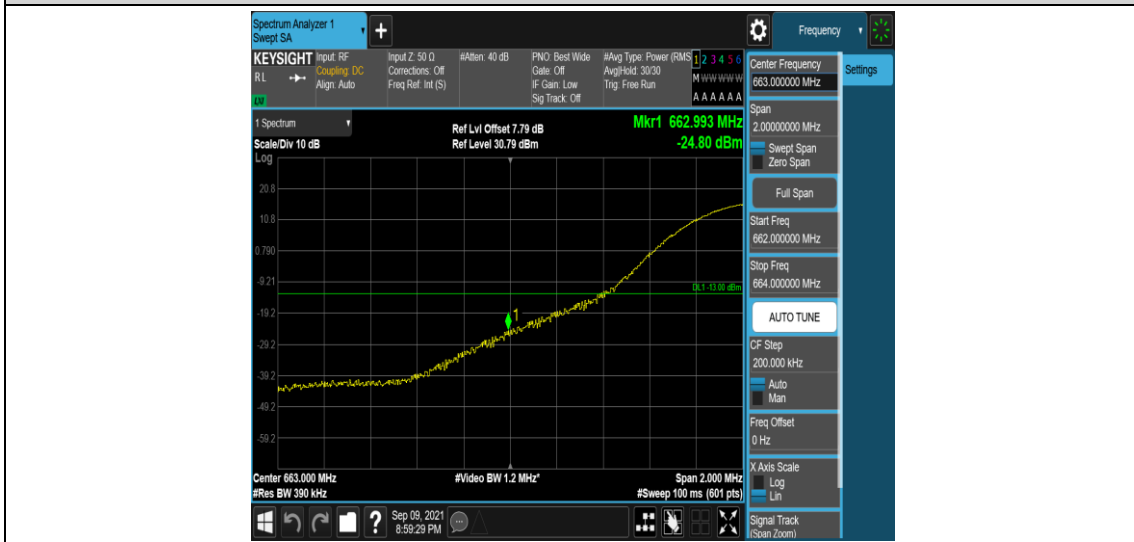 Spectrum Analyzer 1
Swept SA
+
Frequency
KEYSIGHT
RL
LXI
Input: RF
Coupling: DC
Align: Auto
Input Z: 50 Ω
Corrections: Off
Freq Ref: Int (S)
#Atten: 40 dB
PNO: Best Wide
Gate: Off
IF Gain: Low
Sig Track: Off
#Avg Type: Power (RMS
Avg|Hold: 30/30
Trig: Free Run
1 2 3 4 5 6
M W W W W W
A A A A A A
1 Spectrum
Scale/Div 10 dB
Log
Ref Lvl Offset 7.79 dB
Ref Level 30.79 dBm
Mkr1 662.993 MHz
-24.80 dBm
20.8
10.8
0.790
-9.21
-19.2
-29.2
-39.2
-49.2
-59.2
DL1 -13.00 dBm
1
Center 663.000 MHz
#Res BW 390 kHz
#Video BW 1.2 MHz*
Span 2.000 MHz
#Sweep 100 ms (601 pts)
Center Frequency
663.000000 MHz
Settings
Span
2.00000000 MHz
Swept Span
Zero Span
Full Span
Start Freq
662.000000 MHz
Stop Freq
664.000000 MHz
AUTO TUNE
CF Step
200.000 kHz
Auto
Man
Freq Offset
0 Hz
X Axis Scale
Log
Lin
Signal Track
(Span Zoom)
?
Sep 09, 2021
8:59:29 PM